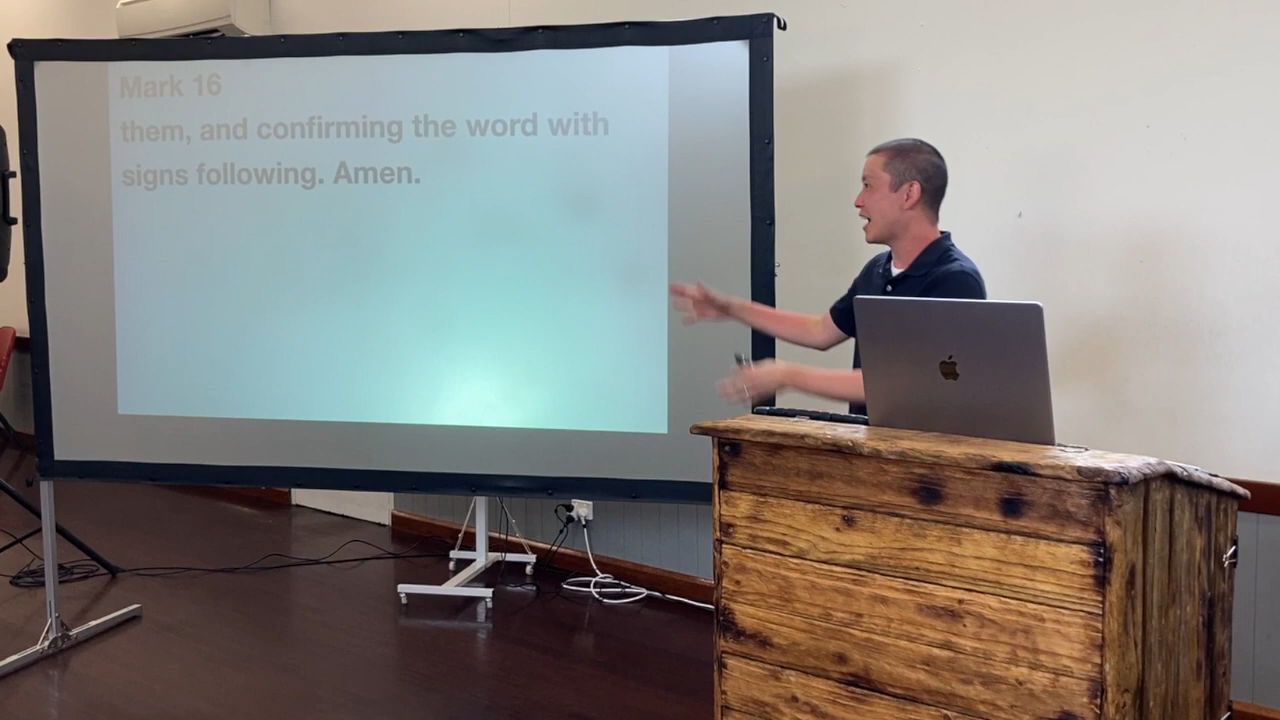 Mark 16
them, and confirming the word with
signs following. Amen.